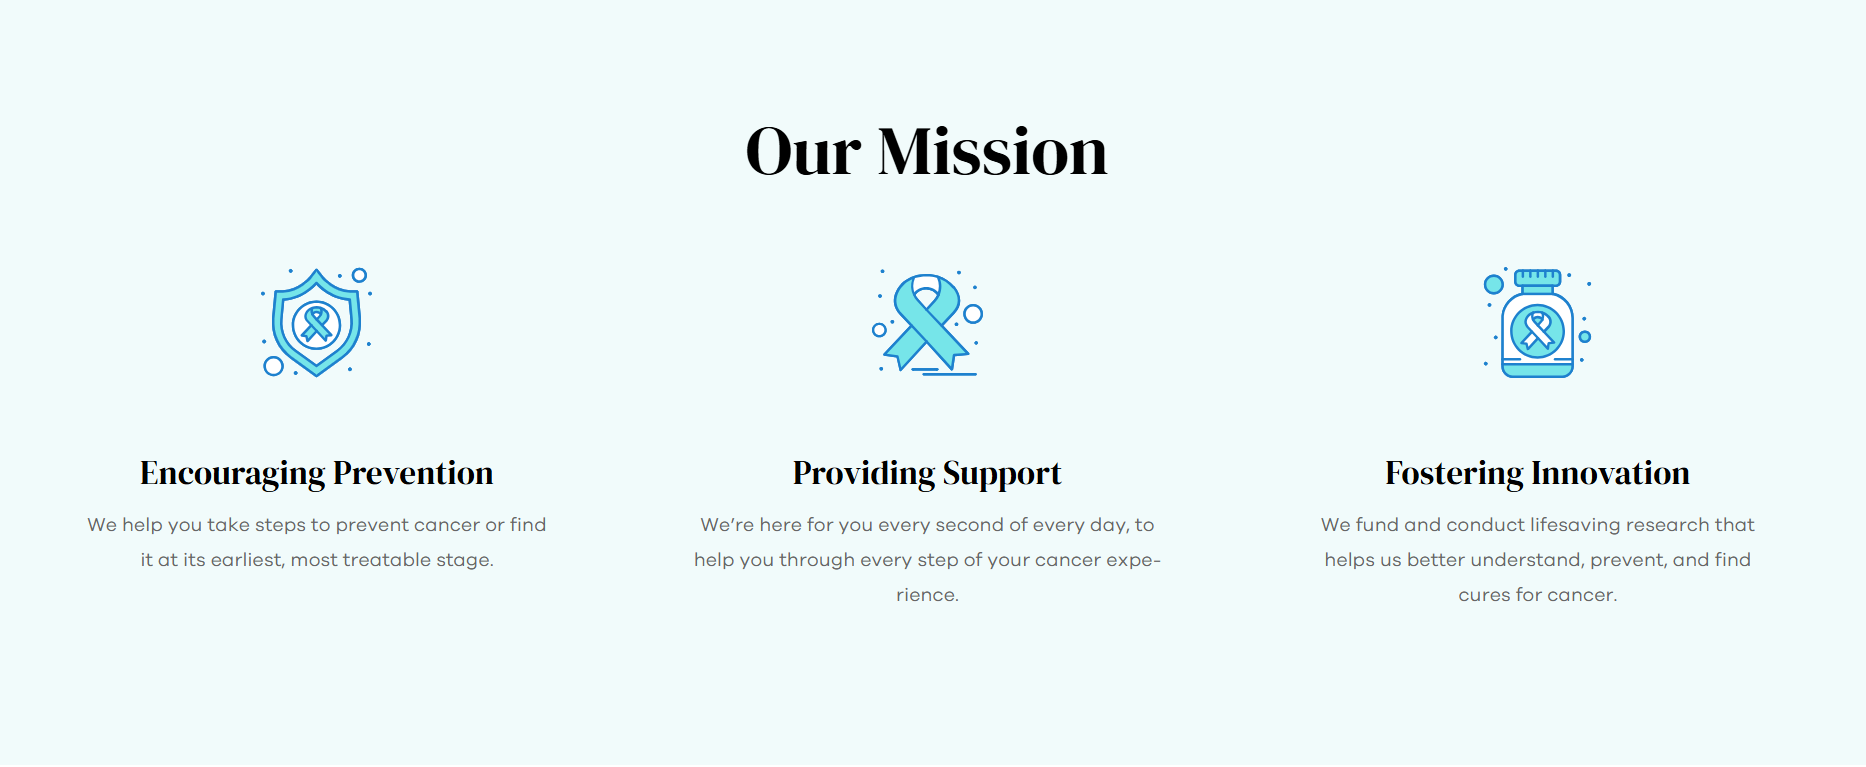 Our Mission
Encouraging Prevention
We help you take steps to prevent cancer or find
it at its earliest, most treatable stage.
Providing Support
We’re here for you every second of every day, to
help you through every step of your cancer expe-
rience.
Fostering Innovation
We fund and conduct lifesaving research that
helps us better understand, prevent, and find
cures for cancer.